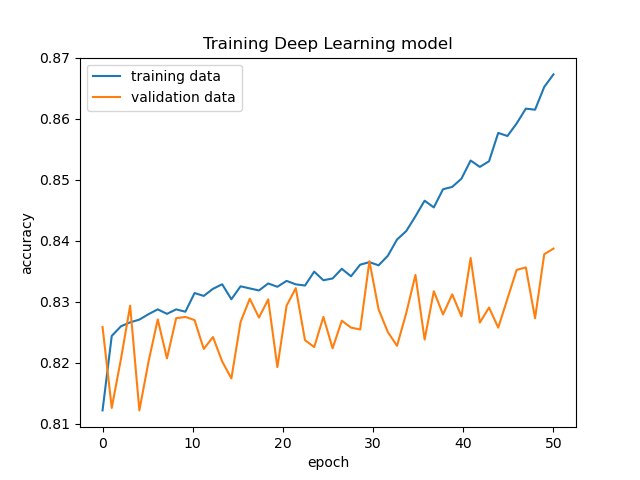 Training Deep Learning model
0.87
0.86
0.85
0.84
0.83
0.82
0.81
accuracy
training data
validation data
0 10 20 30 40 50
epoch